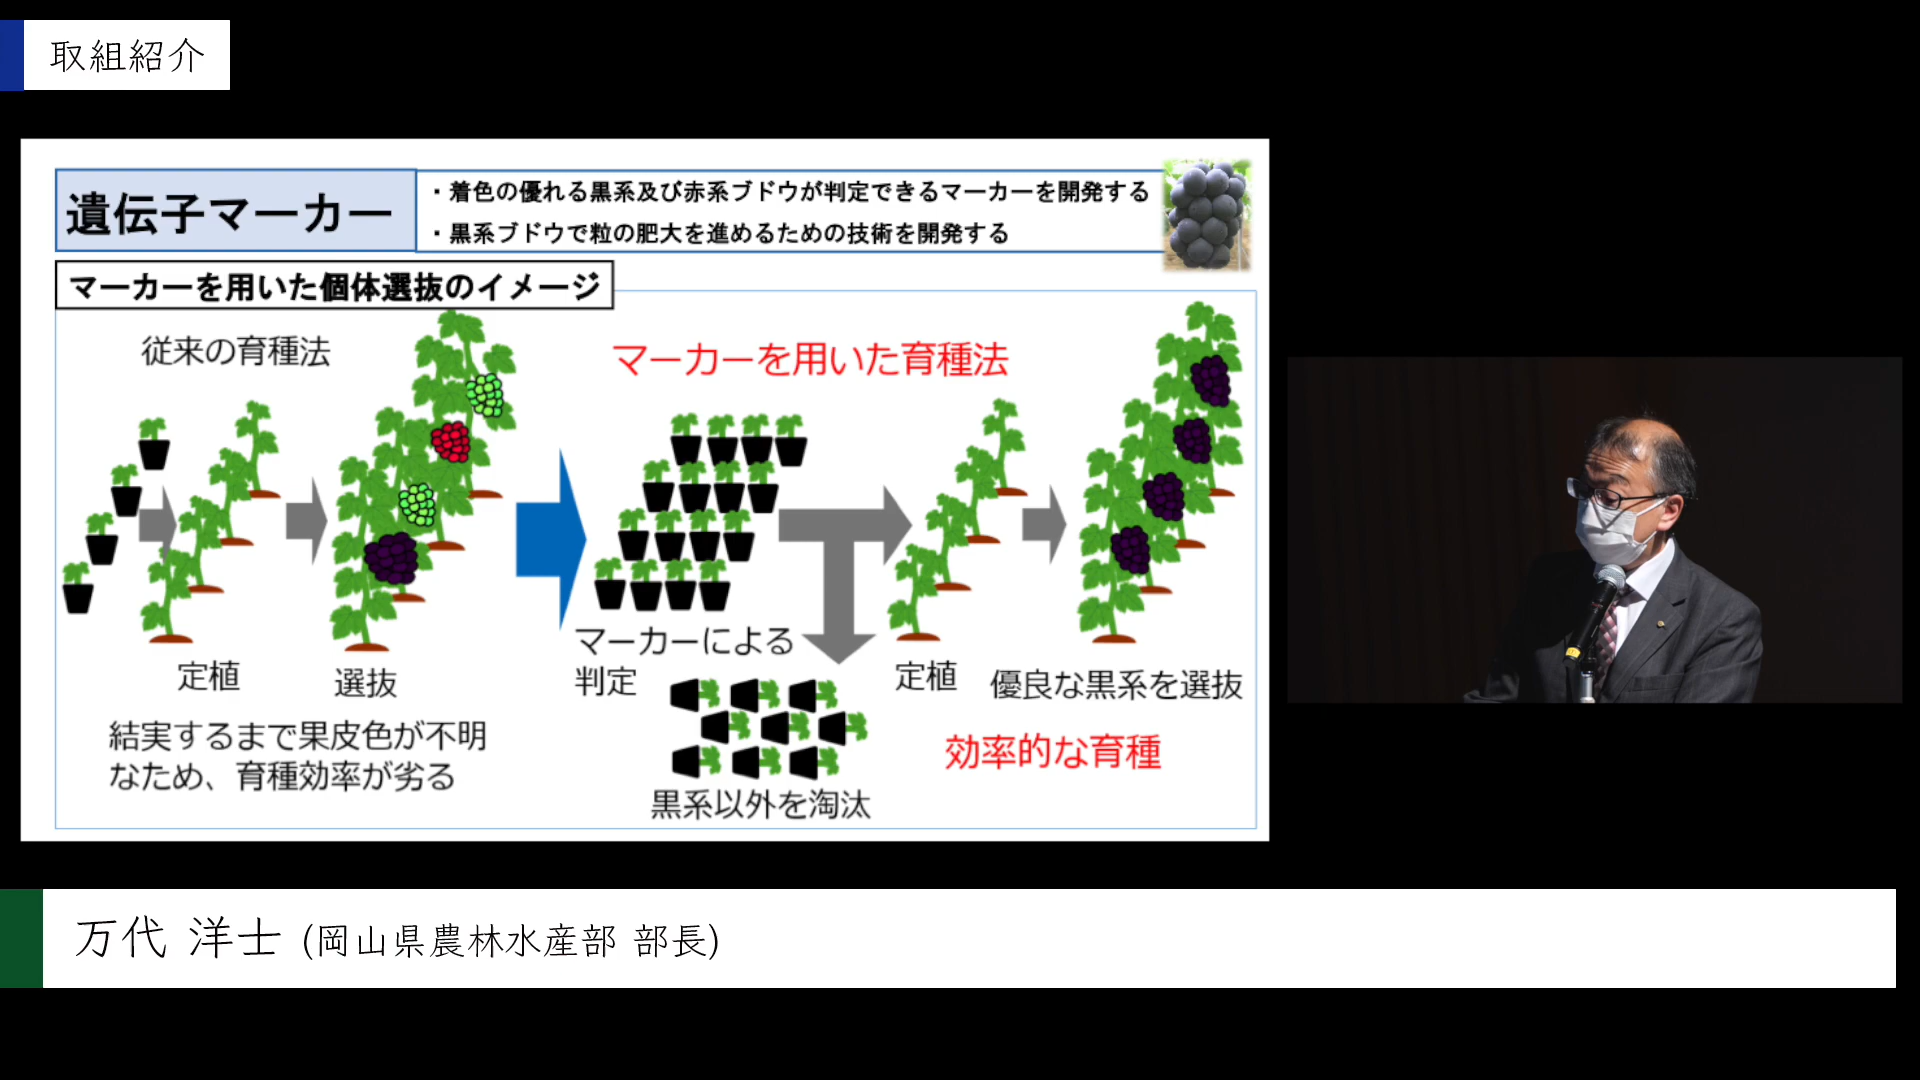 取組紹介
遺伝子マーカー
・着色の優れる黒系及び赤系ブドウが判定できるマーカーを開発する
・黒系ブドウで粒の肥大を進めるための技術を開発する
マーカーを用いた個体選抜のイメージ
従来の育種法
定植
選抜
結実するまで果皮色が不明
なため、育種効率が劣る
マーカーを用いた育種法
マーカーによる
判定
黒系以外を淘汰
定植
優良な黒系を選抜
効率的な育種
万代 洋士 (岡山県農林水産部 部長)